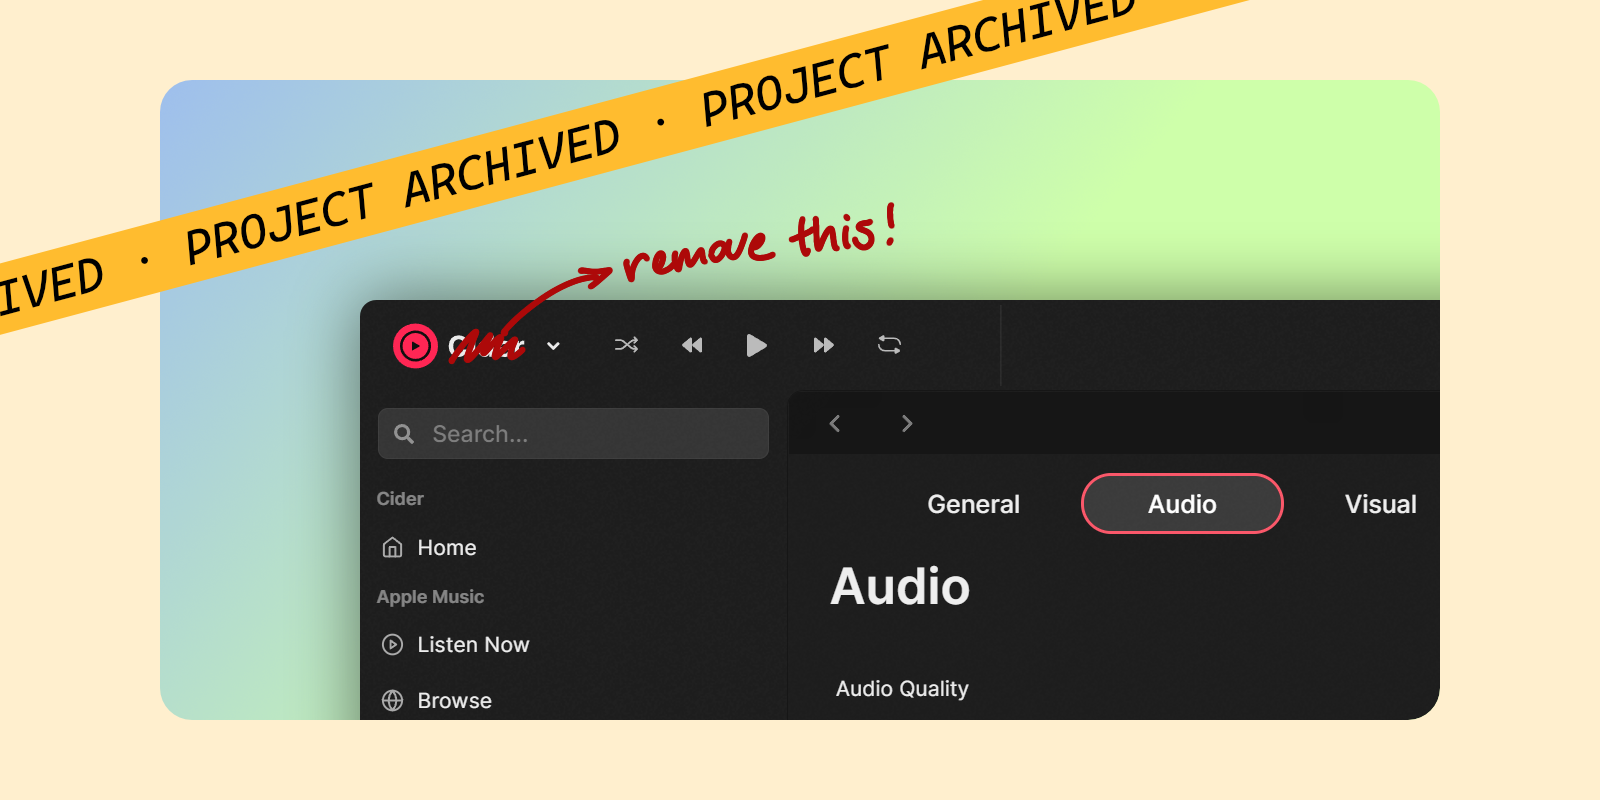 IVED · PROJECT ARCHIVED · PROJECT ARCHIVED
remove this!
Cider
Search...
Cider
Home
Apple Music
Listen Now
Browse
General Audio Visual
Audio
Audio Quality